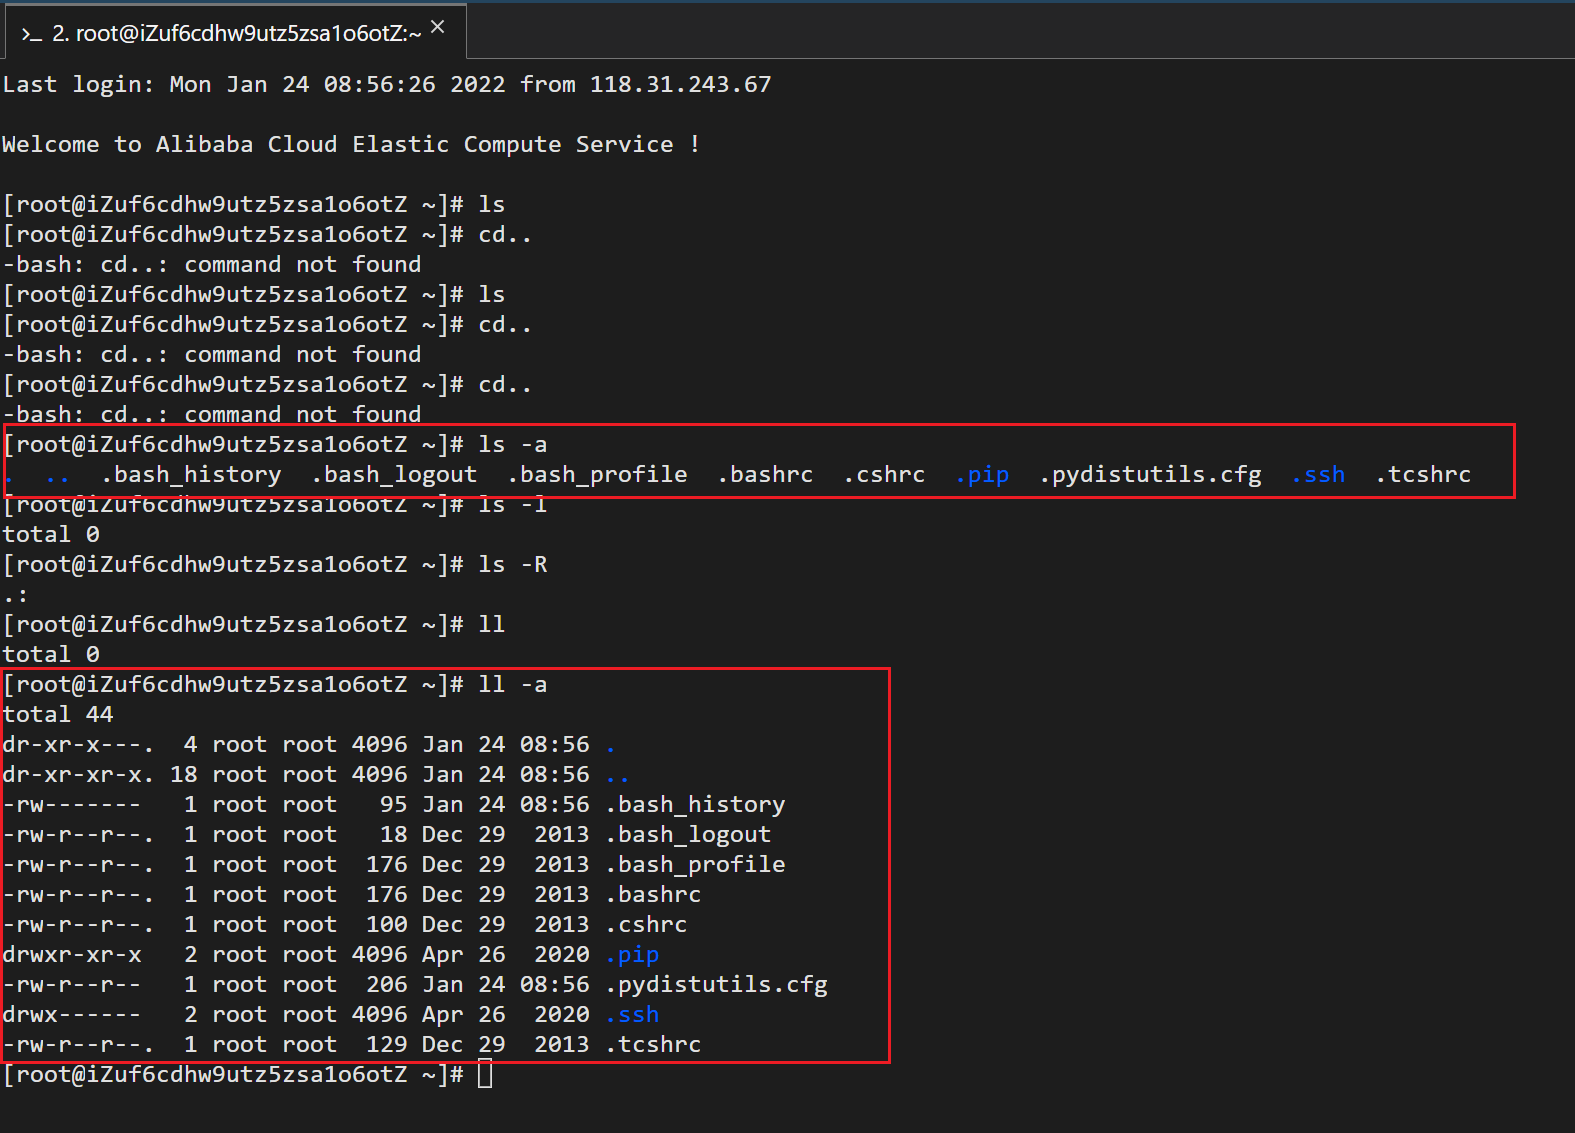 >_ 2. root@iZuf6cdhw9utz5zsa1o6otZ:~ ×
Last login: Mon Jan 24 08:56:26 2022 from 118.31.243.67
Welcome to Alibaba Cloud Elastic Compute Service !
[root@iZuf6cdhw9utz5zsa1o6otZ ~]# ls
[root@iZuf6cdhw9utz5zsa1o6otZ ~]# cd..
-bash: cd..: command not found
[root@iZuf6cdhw9utz5zsa1o6otZ ~]# ls
[root@iZuf6cdhw9utz5zsa1o6otZ ~]# cd..
-bash: cd..: command not found
[root@iZuf6cdhw9utz5zsa1o6otZ ~]# cd..
-bash: cd..: command not found
[root@iZuf6cdhw9utz5zsa1o6otZ ~]# ls -a
.  ..  .bash_history  .bash_logout  .bash_profile  .bashrc  .cshrc  .pip  .pydistutils.cfg  .ssh  .tcshrc
[root@iZuf6cdhw9utz5zsa1o6otZ ~]# ls -l
total 0
[root@iZuf6cdhw9utz5zsa1o6otZ ~]# ls -R
.:
[root@iZuf6cdhw9utz5zsa1o6otZ ~]# ll
total 0
[root@iZuf6cdhw9utz5zsa1o6otZ ~]# ll -a
total 44
dr-xr-x---.  4 root root 4096 Jan 24 08:56 .
dr-xr-xr-x. 18 root root 4096 Jan 24 08:56 ..
-rw-------   1 root root   95 Jan 24 08:56 .bash_history
-rw-r--r--.  1 root root   18 Dec 29  2013 .bash_logout
-rw-r--r--.  1 root root  176 Dec 29  2013 .bash_profile
-rw-r--r--.  1 root root  176 Dec 29  2013 .bashrc
-rw-r--r--.  1 root root  100 Dec 29  2013 .cshrc
drwxr-xr-x   2 root root 4096 Apr 26  2020 .pip
-rw-r--r--   1 root root  206 Jan 24 08:56 .pydistutils.cfg
drwx------   2 root root 4096 Apr 26  2020 .ssh
-rw-r--r--.  1 root root  129 Dec 29  2013 .tcshrc
[root@iZuf6cdhw9utz5zsa1o6otZ ~]#